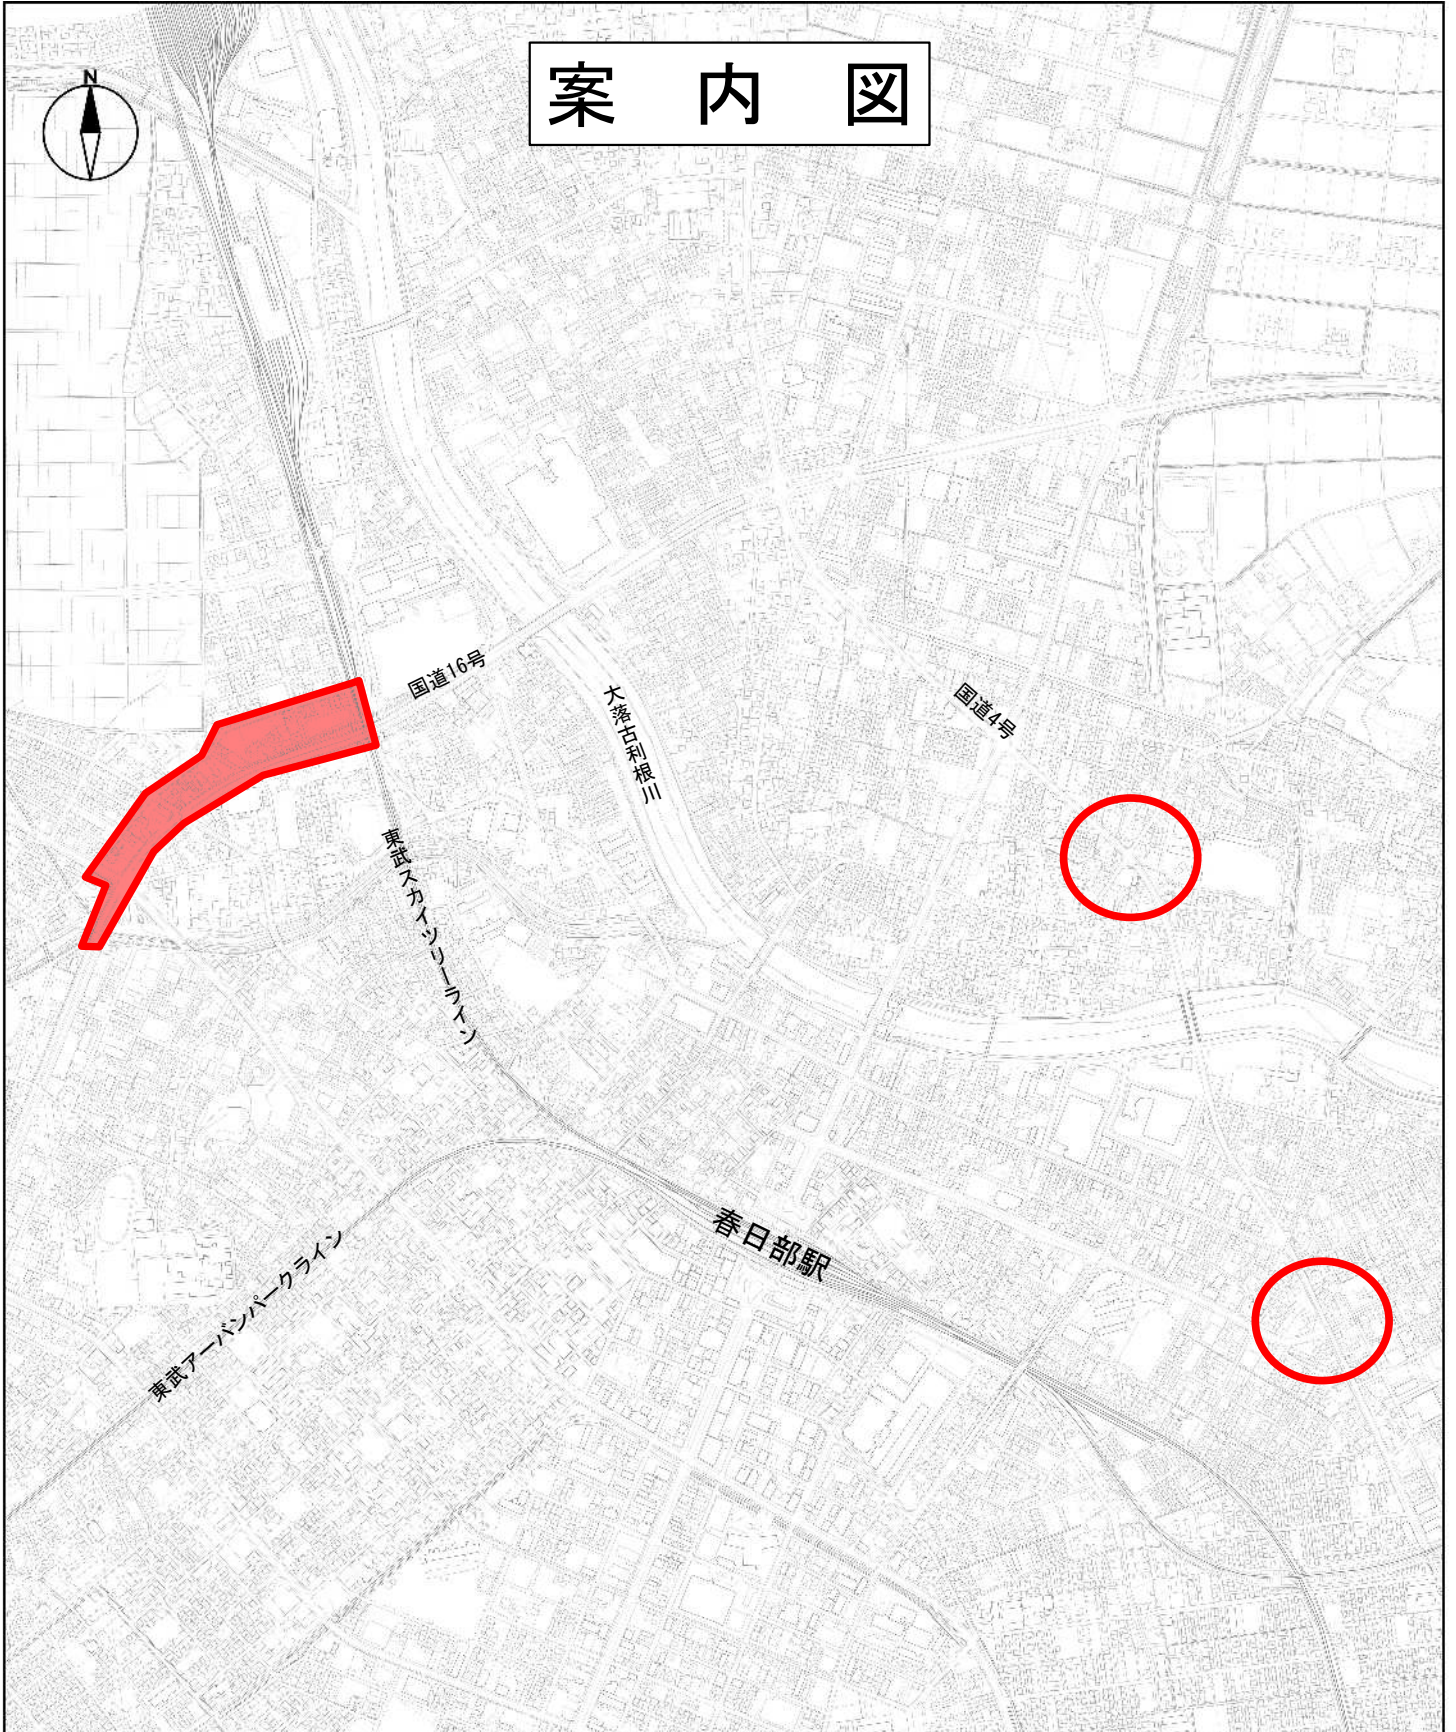 案 内 図
N
国道16号
大落古利根川
国道4号
東武スカイツリーライン
春日部駅
東武アーバンパークライン